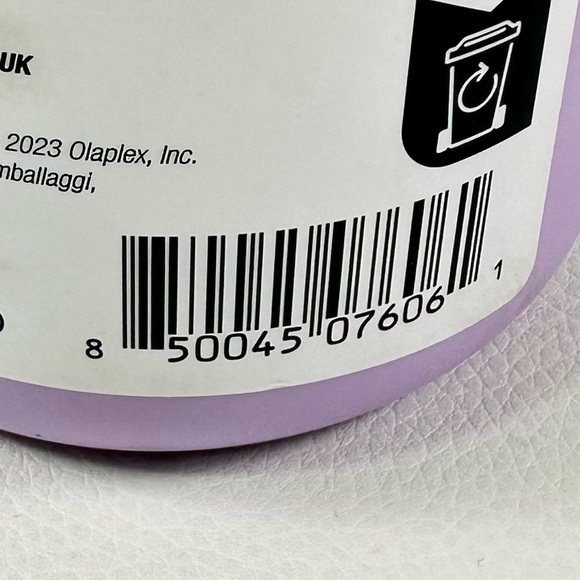 UK
2023 Olaplex, Inc.
mballaggi,
8 50045 07606 1